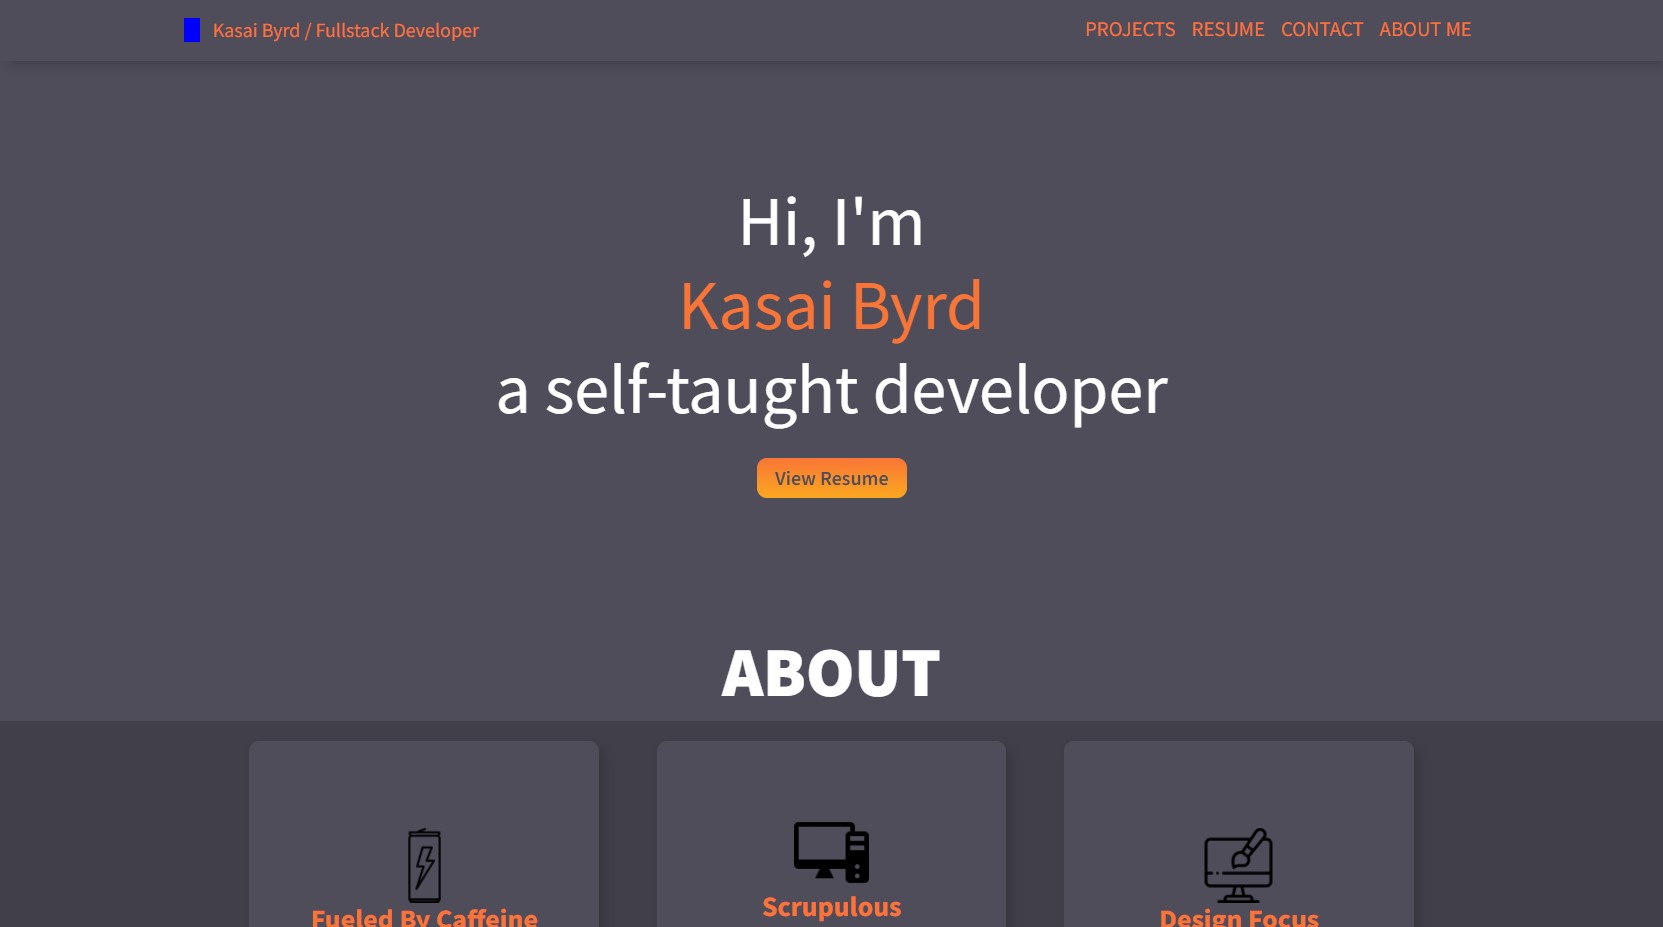 Kasai Byrd / Fullstack Developer
PROJECTS RESUME CONTACT ABOUT ME
Hi, I'm
Kasai Byrd
a self-taught developer
View Resume
ABOUT
Fueled By Caffeine
Scrupulous
Design Focus